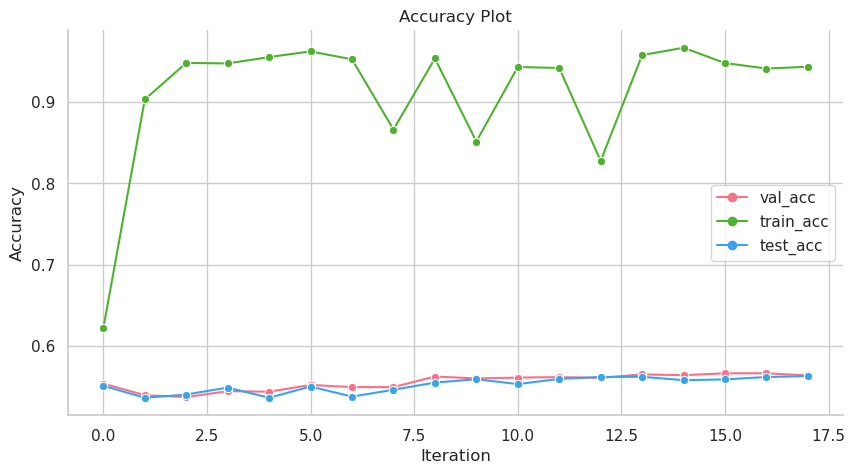 Accuracy Plot
Accuracy
0.9
0.8
0.7
0.6
val_acc
train_acc
test_acc
0.0 2.5 5.0 7.5 10.0 12.5 15.0 17.5
Iteration